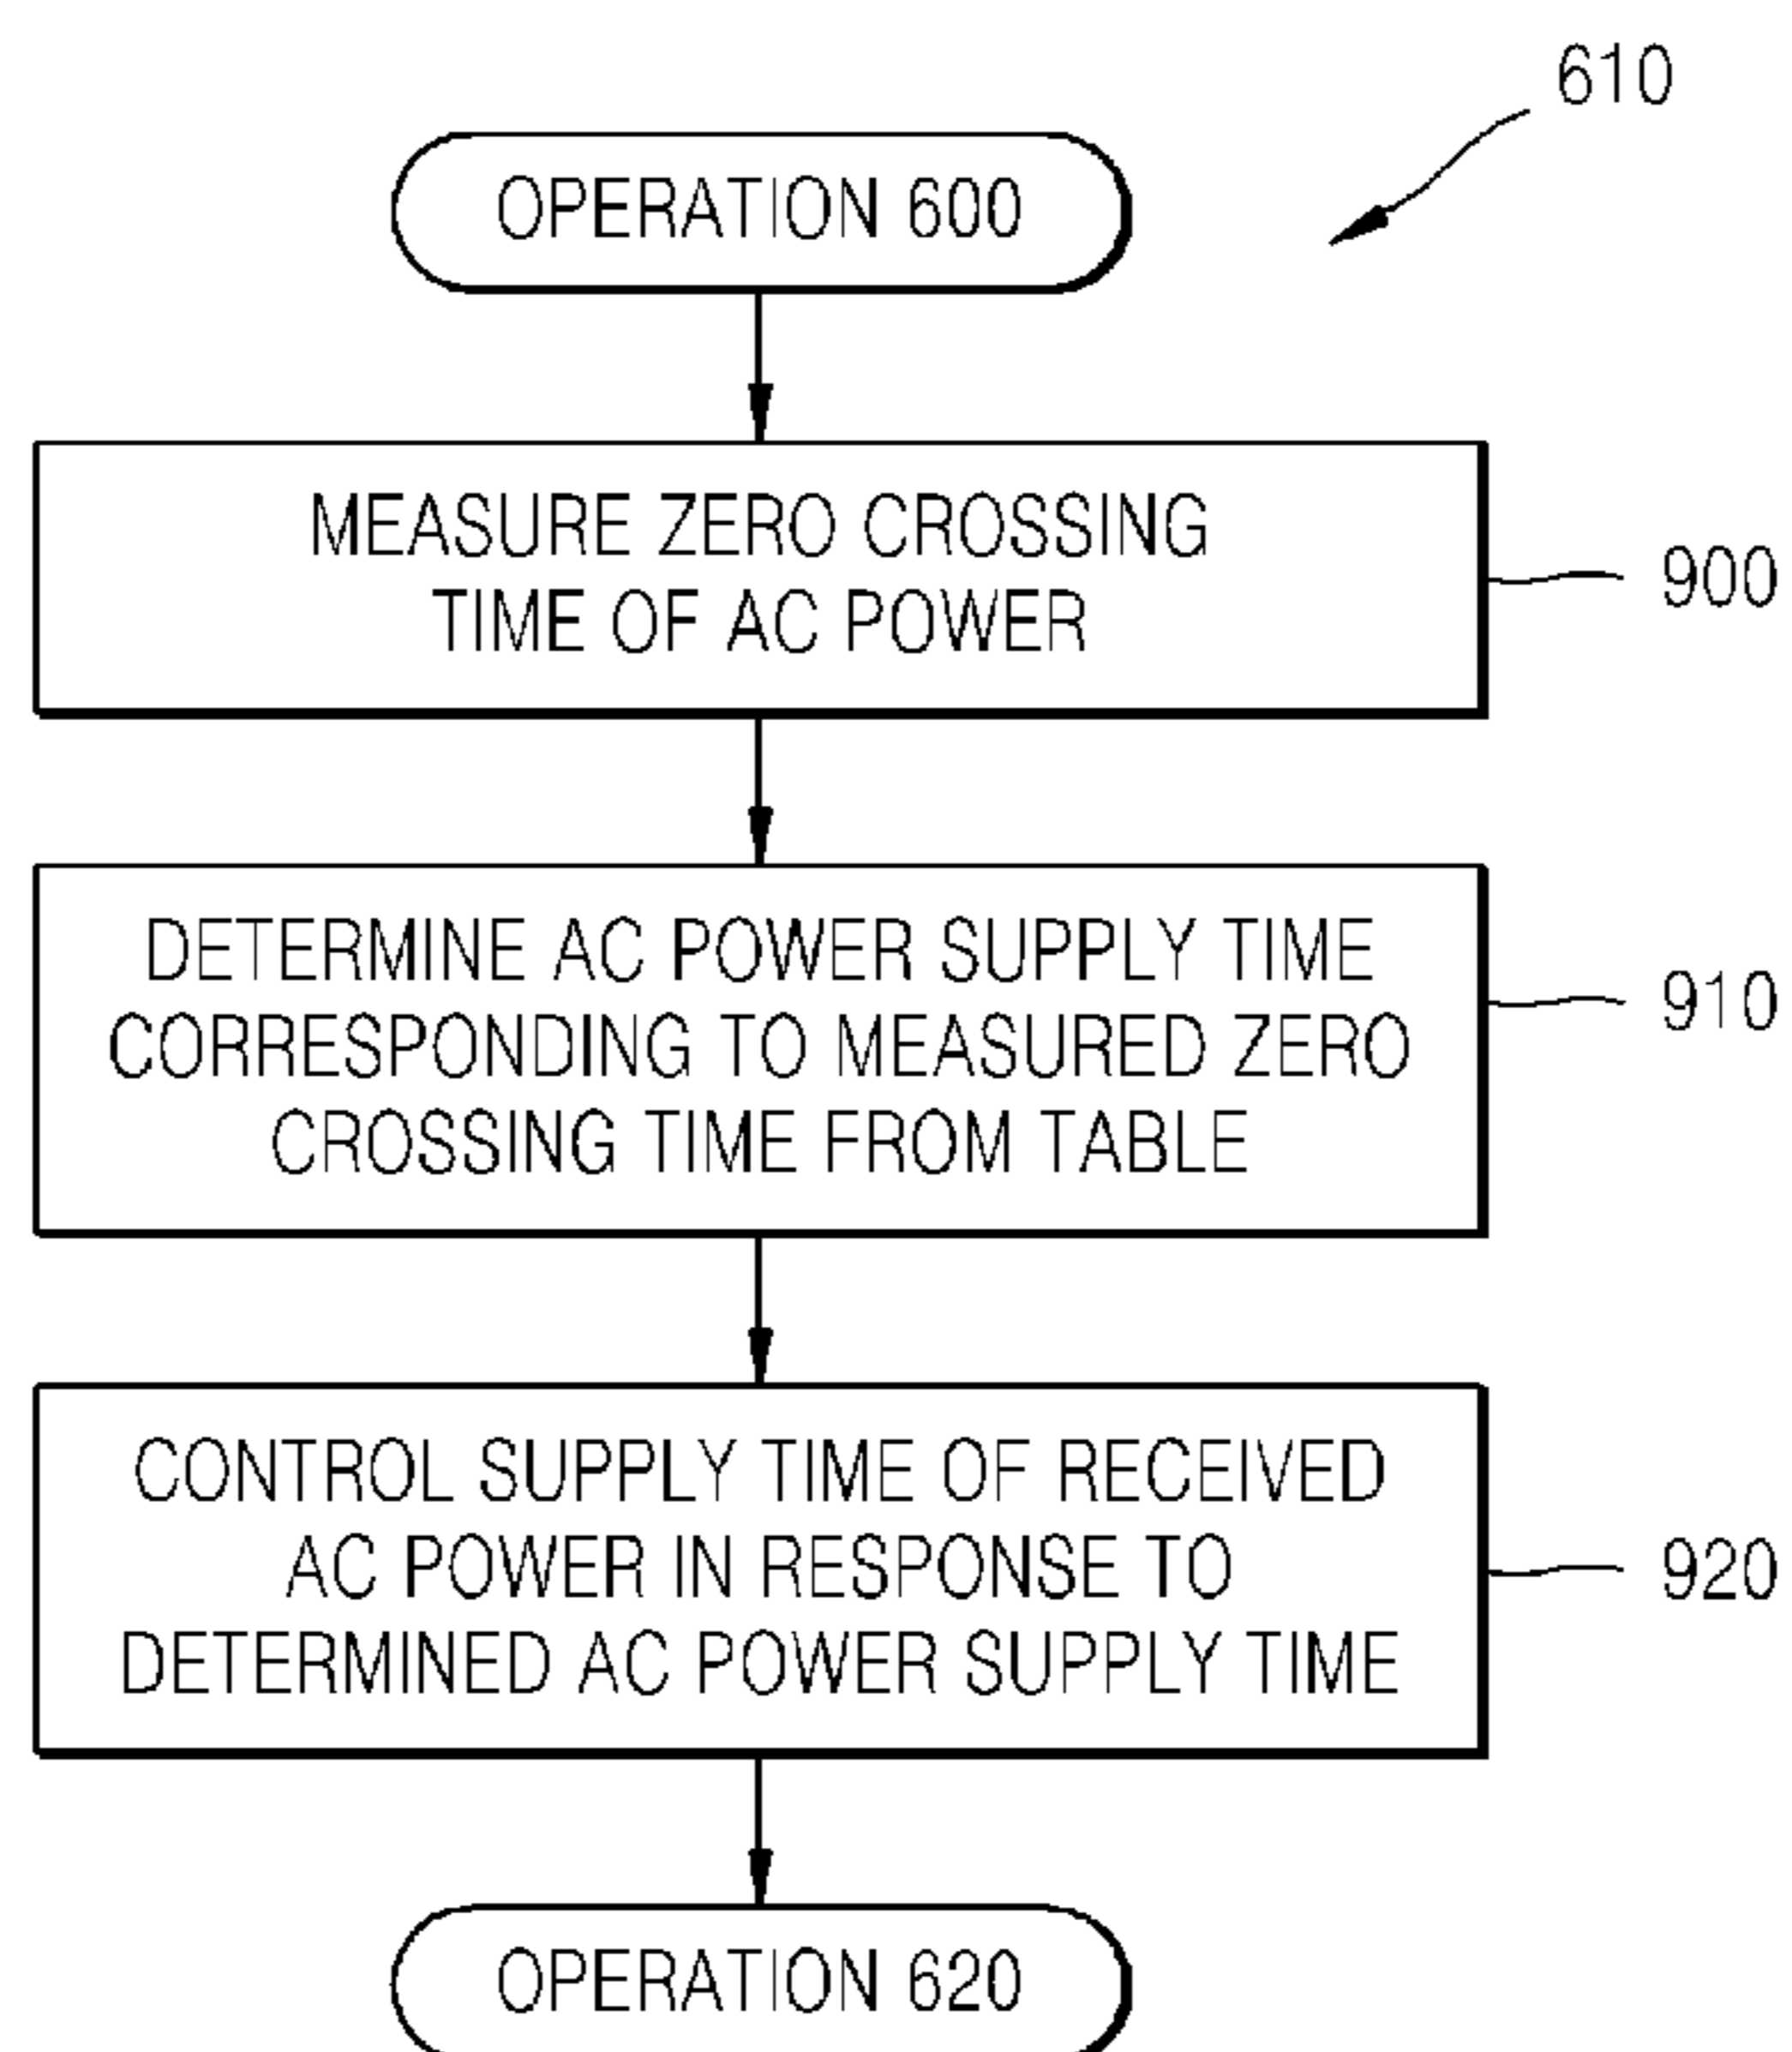 610
OPERATION 600
MEASURE ZERO CROSSING
TIME OF AC POWER
900
DETERMINE AC POWER SUPPLY TIME
CORRESPONDING TO MEASURED ZERO
CROSSING TIME FROM TABLE
910
CONTROL SUPPLY TIME OF RECEIVED
AC POWER IN RESPONSE TO
DETERMINED AC POWER SUPPLY TIME
920
OPERATION 620